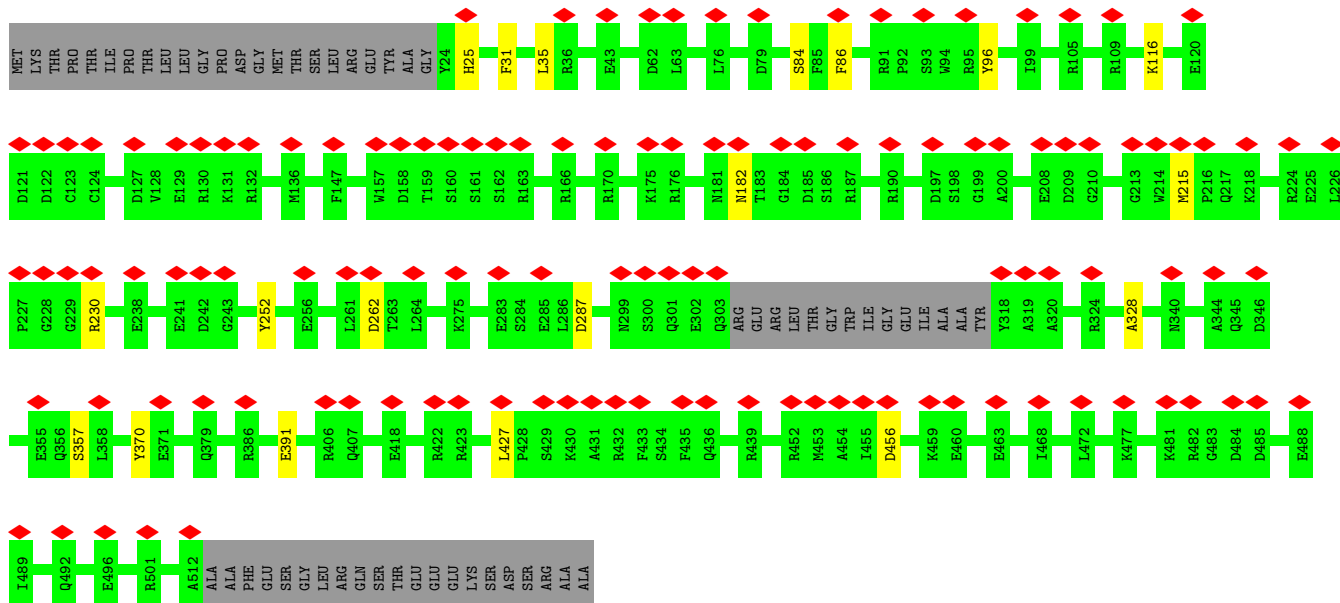 MET LYS THR PRO THR ILE PRO THR LEU LEU GLY PRO ASP GLY MET THR SER LEU ARG GLU TYR ALA GLY Y24 H25 F31 L35 R36 E43 D62 L63 L76 D79 S84 F85 F86 R91 P92 S93 W94 R95 Y96 I99 R105 R109 K116 E120
D121 D122 C123 C124 D127 V128 E129 R130 K131 R132 M136 F147 W157 D158 T159 S160 S161 S162 R163 R166 R170 K175 R176 N181 N182 T183 G184 D185 S186 R187 R190 D197 S198 G199 A200 E208 D209 G210 G213 W214 M215 P216 Q217 K218 R224 E225 L226
P227 G228 G229 R230 E238 E241 D242 G243 Y252 E256 L261 D262 T263 L264 K275 E283 S284 E285 L286 D287 N299 S300 Q301 E302 Q303 ARG GLU ARG LEU THR GLY TRP ILE GLY GLU ILE ALA ALA TYR Y318 A319 A320 R324 A328 N340 A344 Q345 D346
E355 Q356 S357 L358 Y370 E371 Q379 R386 E391 R406 Q407 E418 R422 R423 L427 P428 S429 K430 A431 R432 F433 S434 F435 Q436 R439 R452 M453 A454 I455 D456 K459 E460 E463 I468 L472 K477 K481 R482 G483 D484 D485 E488
I489 Q492 E496 R501 A512 ALA ALA PHE GLU SER GLY LEU ARG GLN SER THR GLU GLU GLU LYS SER ASP SER ARG ALA ALA